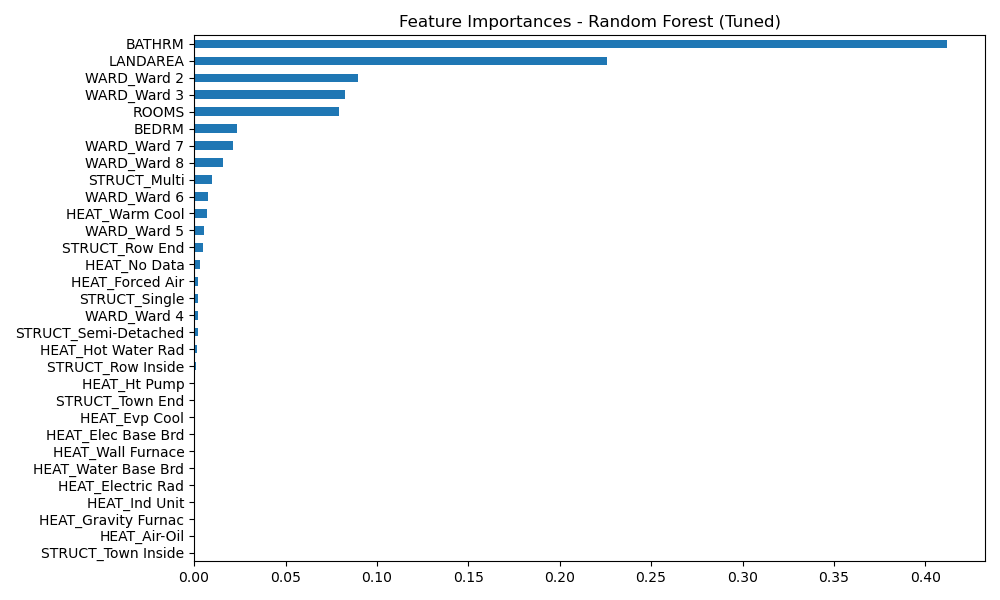 Feature Importances - Random Forest (Tuned)
BATHRM
LANDAREA
WARD_Ward 2
WARD_Ward 3
ROOMS
BEDRM
WARD_Ward 7
WARD_Ward 8
STRUCT_Multi
WARD_Ward 6
HEAT_Warm Cool
WARD_Ward 5
STRUCT_Row End
HEAT_No Data
HEAT_Forced Air
STRUCT_Single
WARD_Ward 4
STRUCT_Semi-Detached
HEAT_Hot Water Rad
STRUCT_Row Inside
HEAT_Ht Pump
STRUCT_Town End
HEAT_Evp Cool
HEAT_Elec Base Brd
HEAT_Wall Furnace
HEAT_Water Base Brd
HEAT_Electric Rad
HEAT_Ind Unit
HEAT_Gravity Furnac
HEAT_Air-Oil
STRUCT_Town Inside
0.00 0.05 0.10 0.15 0.20 0.25 0.30 0.35 0.40